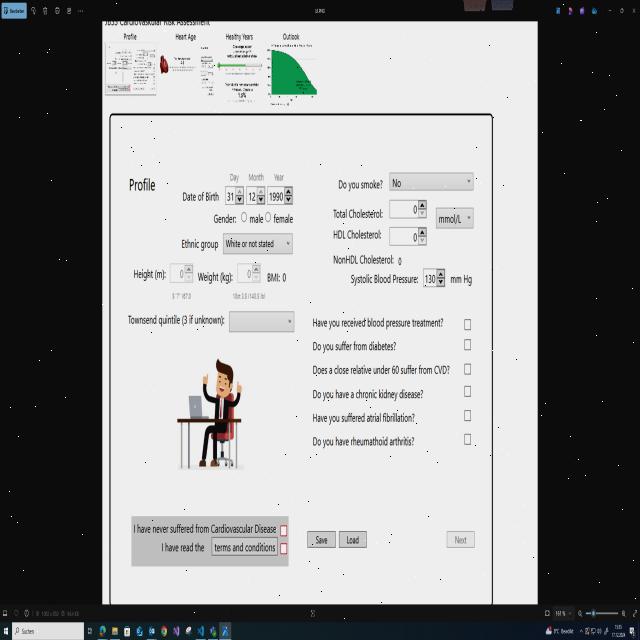 JBS3 Cardiovascular Risk Assessment
Profile Heart Age Healthy Years Outlook
Profile
Day Month Year
Date of Birth 31 12 1990
Gender: male female
Ethnic group White or not stated
Height (m): 0 Weight (kg): 0 BMI: 0
Townsend quintile (3 if unknown):
Do you smoke? No
Total Cholesterol: 0 mmol/L
HDL Cholesterol: 0
NonHDL Cholesterol: 0
Systolic Blood Pressure: 130 mm Hg
Have you received blood pressure treatment?
Do you suffer from diabetes?
Does a close relative under 60 suffer from CVD?
Do you have a chronic kidney disease?
Have you suffered atrial fibrillation?
Do you have rheumathoid arthritis?
I have never suffered from Cardiovascular Disease
I have read the terms and conditions
Save Load Next
Suchen